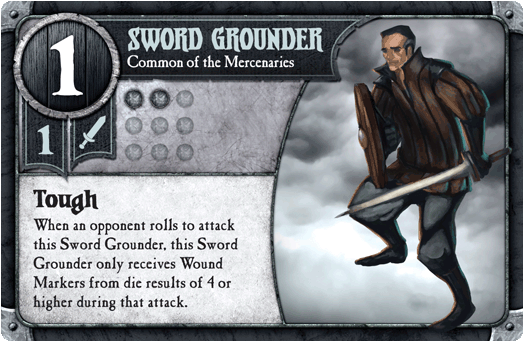 1
SWORD GROUNDER
Common of the Mercenaries
1
Tough
When an opponent rolls to attack
this Sword Grounder, this Sword
Grounder only receives Wound
Markers from die results of 4 or
higher during that attack.